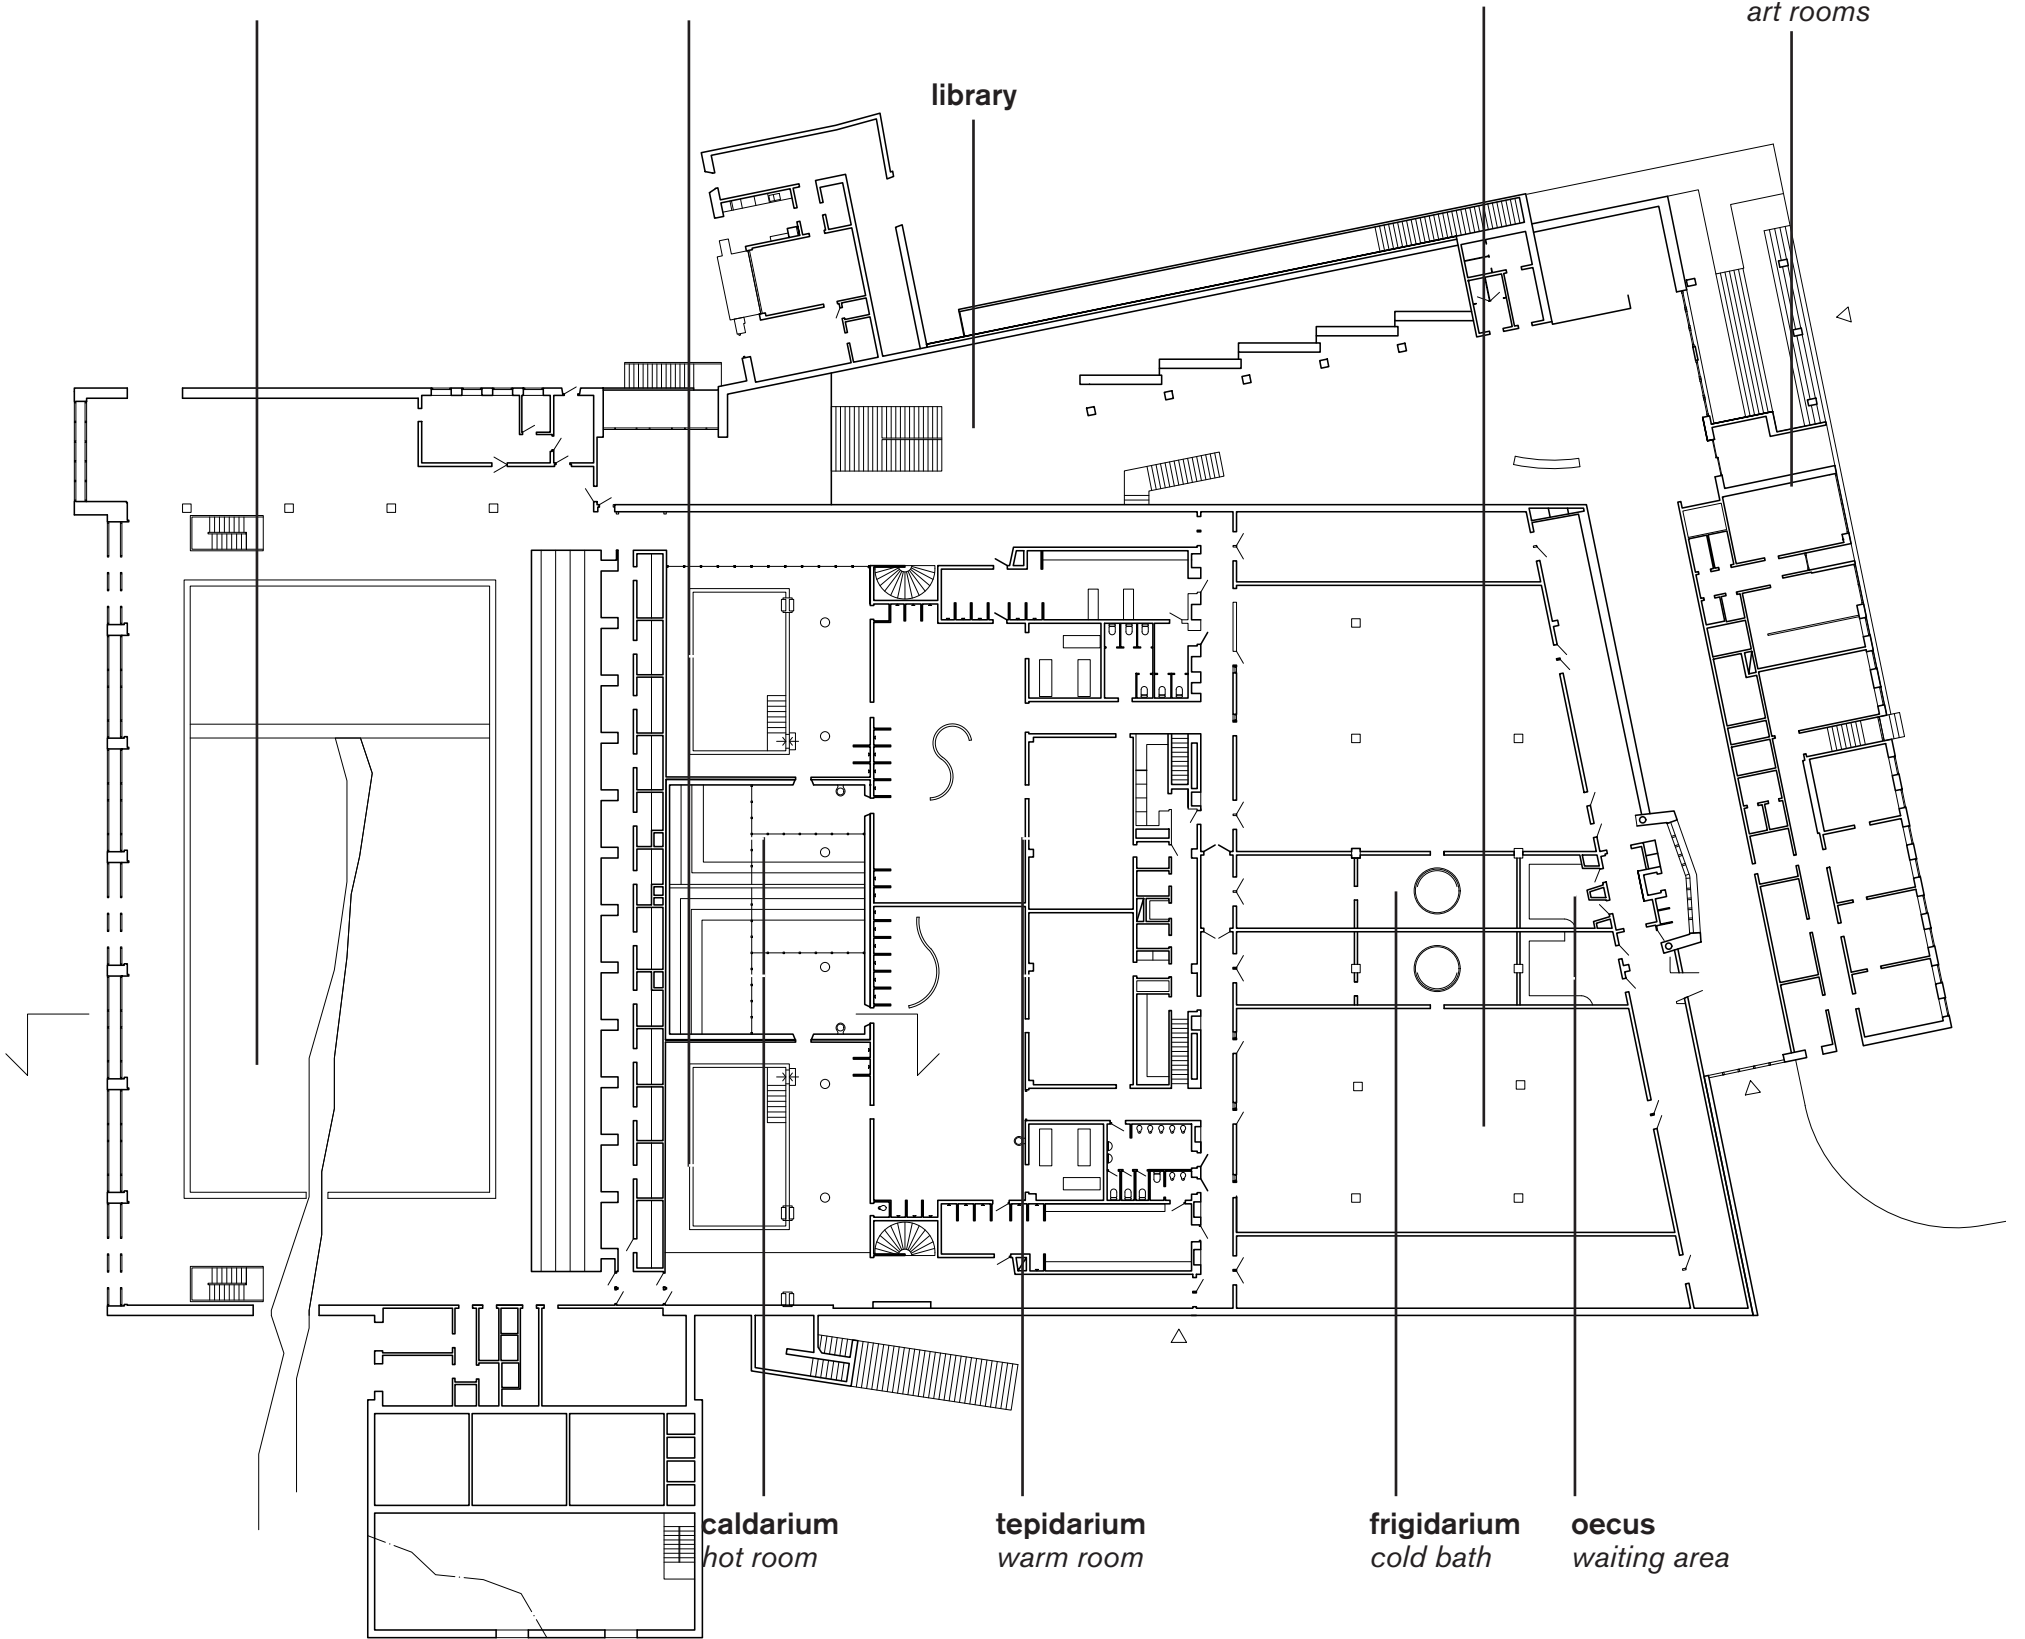 art rooms
library
caldarium
hot room
tepidarium
warm room
frigidarium
cold bath
oecus
waiting area